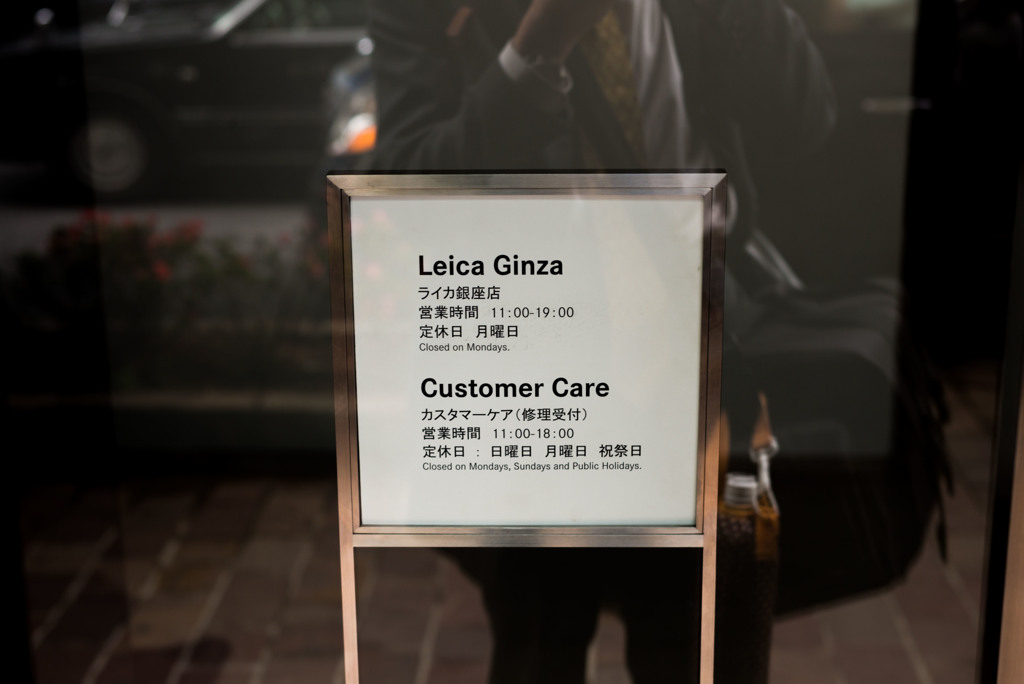 Leica Ginza
ライカ銀座店
営業時間 11:00-19:00
定休日 月曜日
Closed on Mondays.
Customer Care
カスタマーケア(修理受付)
営業時間 11:00-18:00
定休日 : 日曜日 月曜日 祝祭日
Closed on Mondays, Sundays and Public Holidays.